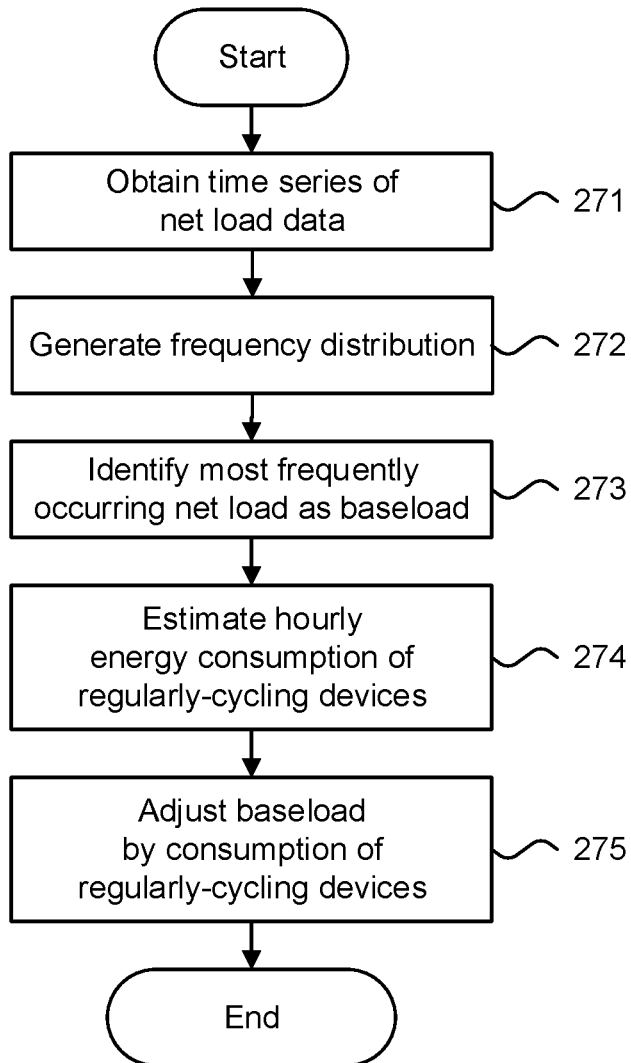 Start
Obtain time series of
net load data
271
Generate frequency distribution
272
Identify most frequently
occurring net load as baseload
273
Estimate hourly
energy consumption of
regularly-cycling devices
274
Adjust baseload
by consumption of
regularly-cycling devices
275
End